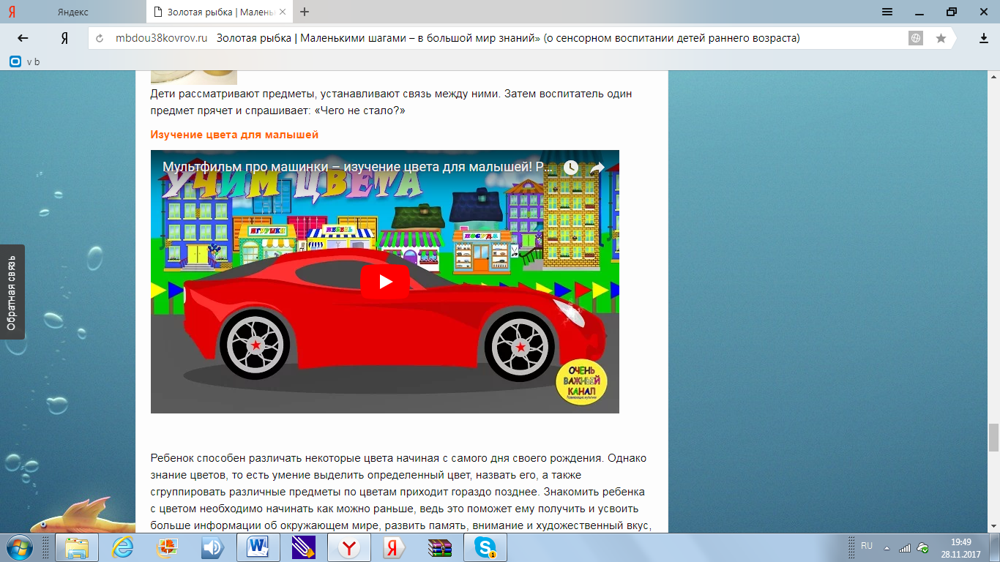 Яндекс
Золотая рыбка | Малень
mbdou38kovrov.ru Золотая рыбка | Маленькими шагами – в большой мир знаний» (о сенсорном воспитании детей раннего возраста)
v b
Дети рассматривают предметы, устанавливают связь между ними. Затем воспитатель один
предмет прячет и спрашивает: «Чего не стало?»
Изучение цвета для малышей
Мультфильм про машинки – изучение цвета для малышей! Р...
УЧИМ ЦВЕТА
ИГРУШКИ
МЕБЕЛЬ
ПОСУДА
ОЧЕНЬ
ВАЖНЫЙ
КАНАЛ
Развивающие мультики
Обратная связь
Ребенок способен различать некоторые цвета начиная с самого дня своего рождения. Однако
знание цветов, то есть умение выделить определенный цвет, назвать его, а также
сгруппировать различные предметы по цветам приходит гораздо позднее. Знакомить ребенка
с цветом необходимо начинать как можно раньше, ведь это поможет ему получить и усвоить
больше информации об окружающем мире, развить память, внимание и художественный вкус,
RU
19:49
28.11.2017